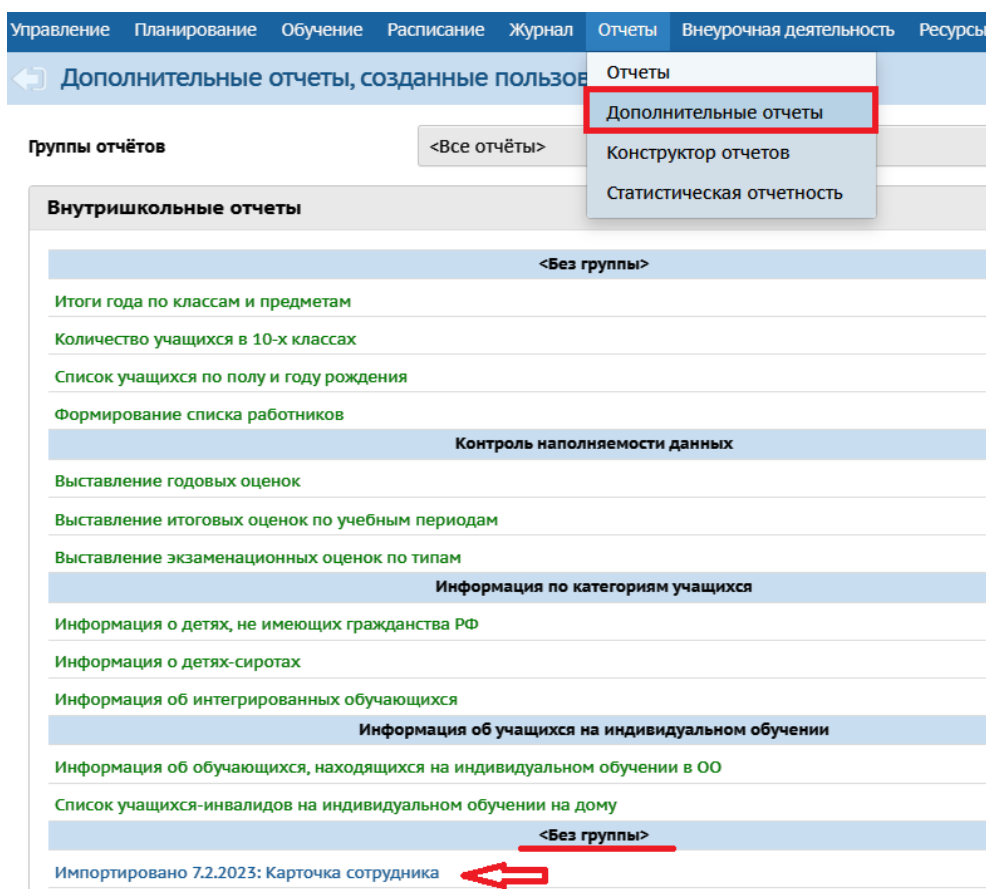 Управление Планирование Обучение Расписание Журнал Отчеты Внеурочная деятельность Ресурсы
Дополнительные отчеты, созданные пользов
Отчеты
Дополнительные отчеты
Конструктор отчетов
Статистическая отчетность
Группы отчётов <Все отчёты>
Внутришкольные отчеты
<Без группы>
Итоги года по классам и предметам
Количество учащихся в 10-х классах
Список учащихся по полу и году рождения
Формирование списка работников
Контроль наполняемости данных
Выставление годовых оценок
Выставление итоговых оценок по учебным периодам
Выставление экзаменационных оценок по типам
Информация по категориям учащихся
Информация о детях, не имеющих гражданства РФ
Информация о детях-сиротах
Информация об интегрированных обучающихся
Информация об учащихся на индивидуальном обучении
Информация об обучающихся, находящихся на индивидуальном обучении в ОО
Список учащихся-инвалидов на индивидуальном обучении на дому
<Без группы>
Импортировано 7.2.2023: Карточка сотрудника